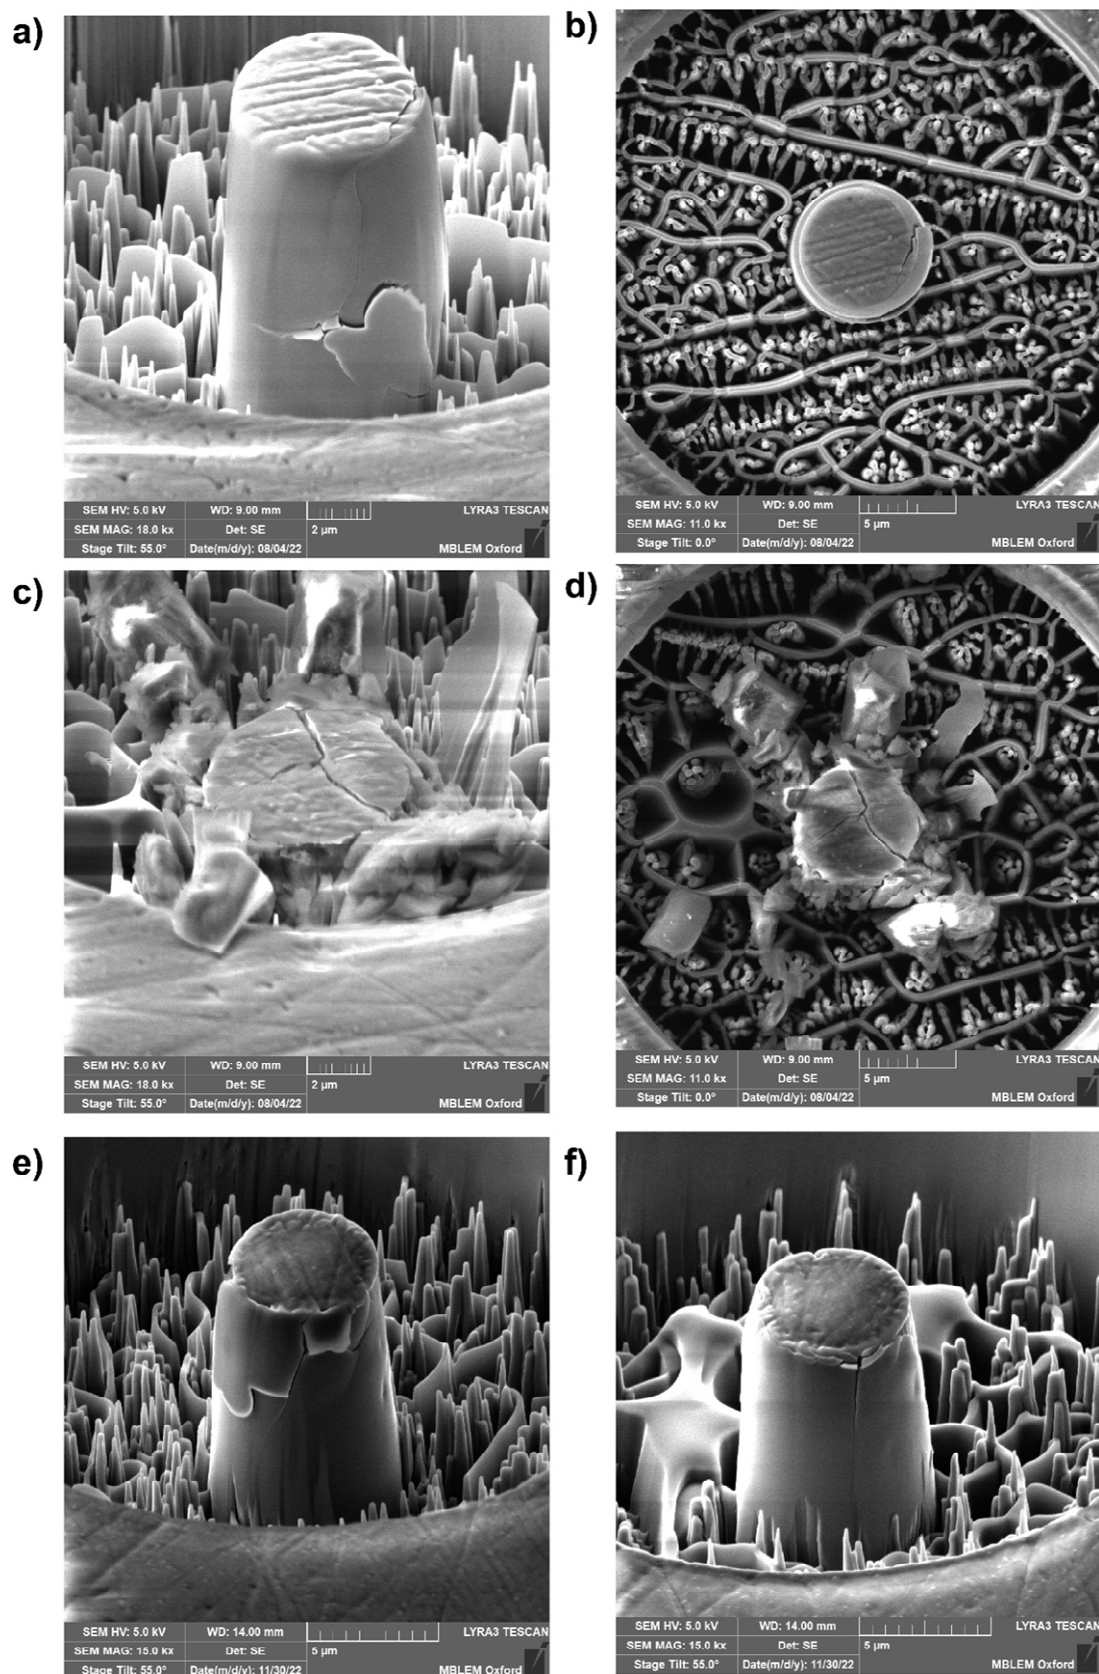 a)
b)
SEM HV: 5.0 kV WD: 9.00 mm LYRA3 TESCAN
SEM MAG: 18.0 kx Det: SE 2 µm
Stage Tilt: 55.0° Date(m/d/y): 08/04/22 MBLEM Oxford
SEM HV: 5.0 kV WD: 9.00 mm LYRA3 TESCAN
SEM MAG: 11.0 kx Det: SE 5 µm
Stage Tilt: 0.0° Date(m/d/y): 08/04/22 MBLEM Oxford
c)
d)
SEM HV: 5.0 kV WD: 9.00 mm LYRA3 TESCAN
SEM MAG: 18.0 kx Det: SE 2 µm
Stage Tilt: 55.0° Date(m/d/y): 08/04/22 MBLEM Oxford
SEM HV: 5.0 kV WD: 9.00 mm LYRA3 TESCAN
SEM MAG: 11.0 kx Det: SE 5 µm
Stage Tilt: 0.0° Date(m/d/y): 08/04/22 MBLEM Oxford
e)
f)
SEM HV: 5.0 kV WD: 14.00 mm LYRA3 TESCAN
SEM MAG: 15.0 kx Det: SE 5 µm
Stage Tilt: 55.0° Date(m/d/y): 11/30/22 MBLEM Oxford
SEM HV: 5.0 kV WD: 14.00 mm LYRA3 TESCAN
SEM MAG: 15.0 kx Det: SE 5 µm
Stage Tilt: 55.0° Date(m/d/y): 11/30/22 MBLEM Oxford